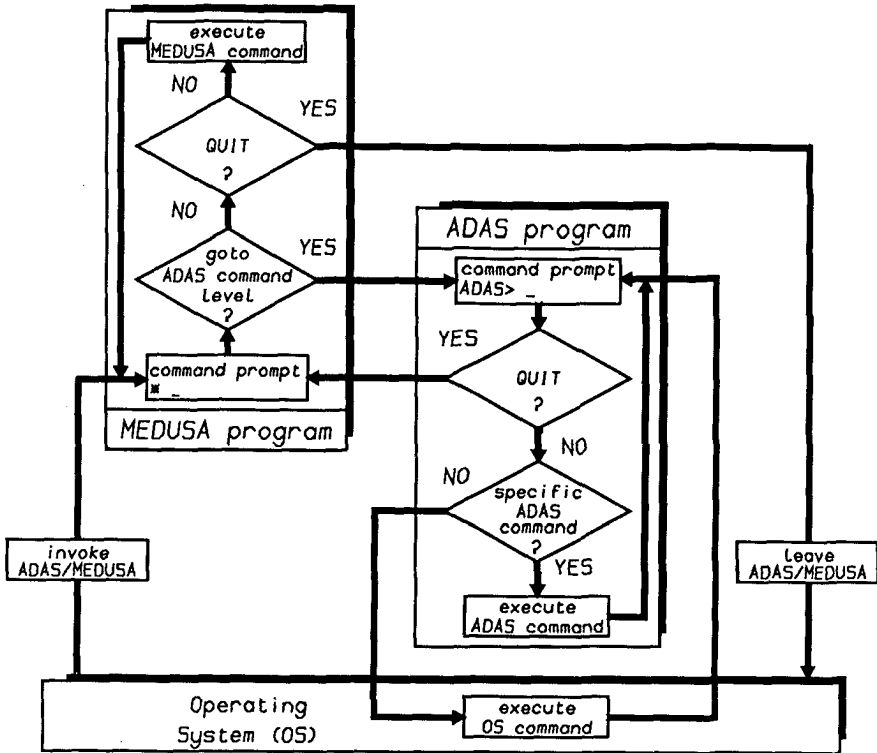 execute
MEDUSA command
NO
YES
QUIT
?
NO
YES
goto
ADAS command
level
?
command prompt
* _
MEDUSA program
ADAS program
command prompt
ADAS> _
YES
QUIT
?
NO
NO
specific
ADAS
command
?
YES
execute
ADAS command
invoke
ADAS/MEDUSA
leave
ADAS/MEDUSA
Operating
System (OS)
execute
OS command